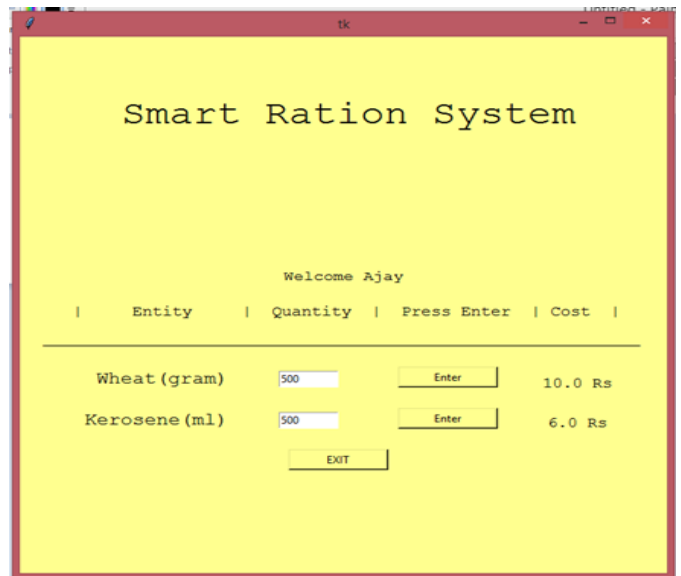 tk
Smart Ration System
Welcome Ajay
| Entity | Quantity | Press Enter | Cost |
Wheat(gram) 500 Enter 10.0 Rs
Kerosene(ml) 500 Enter 6.0 Rs
EXIT